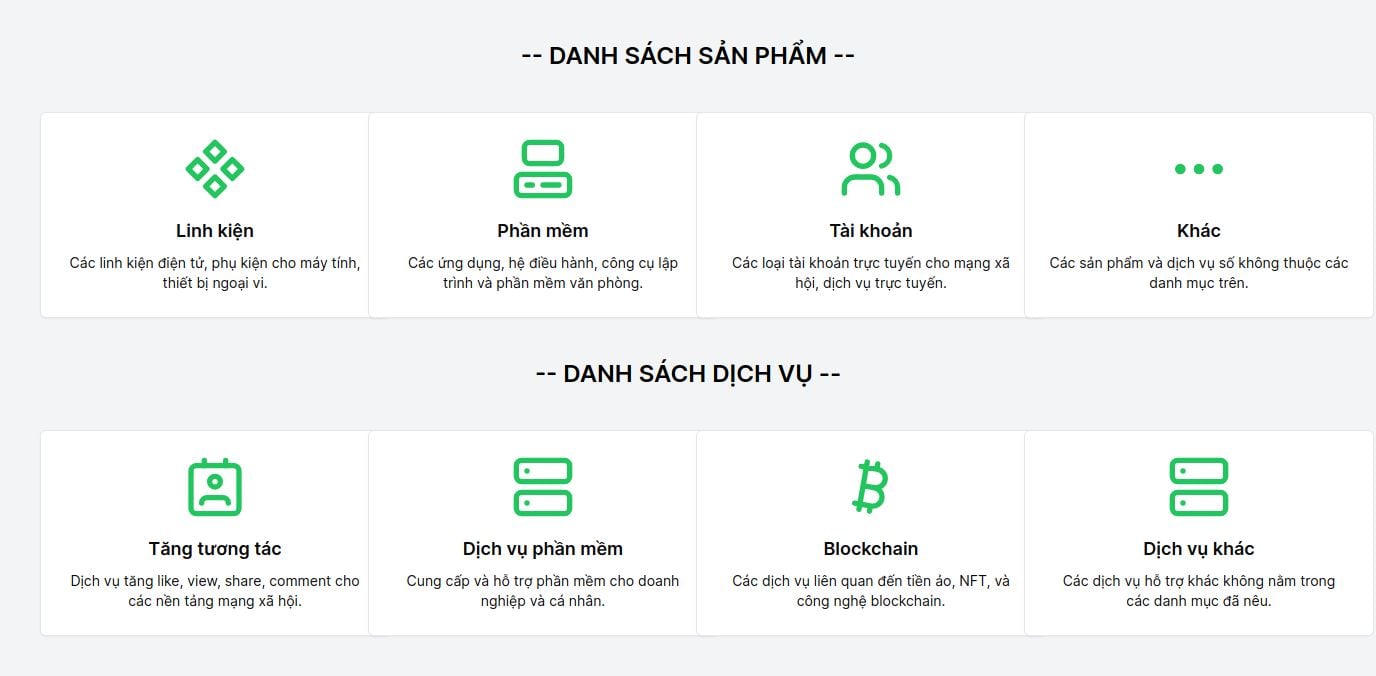 -- DANH SÁCH SẢN PHẨM --
Linh kiện
Các linh kiện điện tử, phụ kiện cho máy tính,
thiết bị ngoại vi.
Phần mềm
Các ứng dụng, hệ điều hành, công cụ lập
trình và phần mềm văn phòng.
Tài khoản
Các loại tài khoản trực tuyến cho mạng xã
hội, dịch vụ trực tuyến.
Khác
Các sản phẩm và dịch vụ số không thuộc các
danh mục trên.
-- DANH SÁCH DỊCH VỤ --
Tăng tương tác
Dịch vụ tăng like, view, share, comment cho
các nền tảng mạng xã hội.
Dịch vụ phần mềm
Cung cấp và hỗ trợ phần mềm cho doanh
nghiệp và cá nhân.
Blockchain
Các dịch vụ liên quan đến tiền ảo, NFT, và
công nghệ blockchain.
Dịch vụ khác
Các dịch vụ hỗ trợ khác không nằm trong
các danh mục đã nêu.